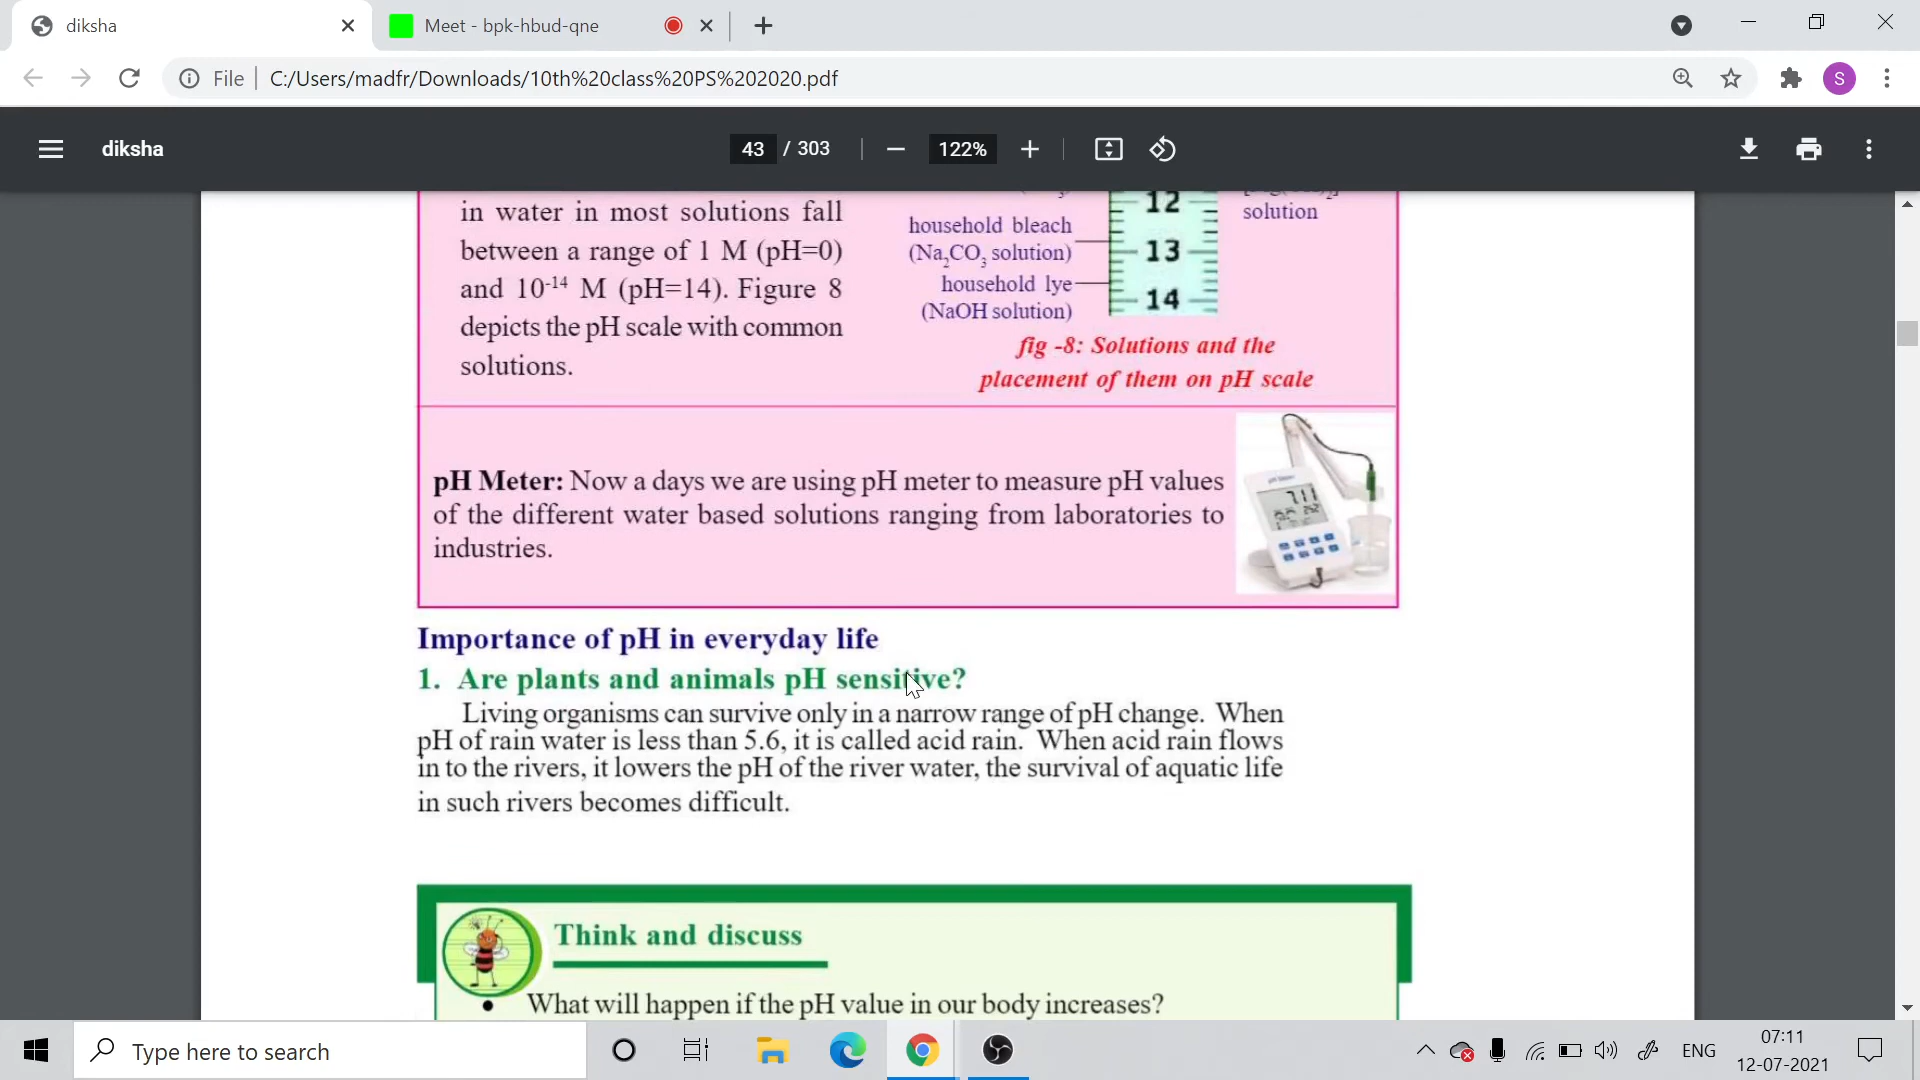 diksha
Meet - bpk-hbud-qne
File
C:/Users/madfr/Downloads/10th%20class%20PS%202020.pdf
S
diksha
43 / 303
122%
in water in most solutions fall
between a range of 1 M (pH=0)
and 10⁻¹⁴ M (pH=14). Figure 8
depicts the pH scale with common
solutions.
household bleach
(Na₂CO₃ solution)
household lye
(NaOH solution)
12
13
14
solution
fig -8: Solutions and the
placement of them on pH scale
pH Meter: Now a days we are using pH meter to measure pH values
of the different water based solutions ranging from laboratories to
industries.
7.11
Importance of pH in everyday life
1. Are plants and animals pH sensitive?
Living organisms can survive only in a narrow range of pH change. When
pH of rain water is less than 5.6, it is called acid rain. When acid rain flows
in to the rivers, it lowers the pH of the river water, the survival of aquatic life
in such rivers becomes difficult.
Think and discuss
• What will happen if the pH value in our body increases?
Type here to search
ENG
07:11
12-07-2021